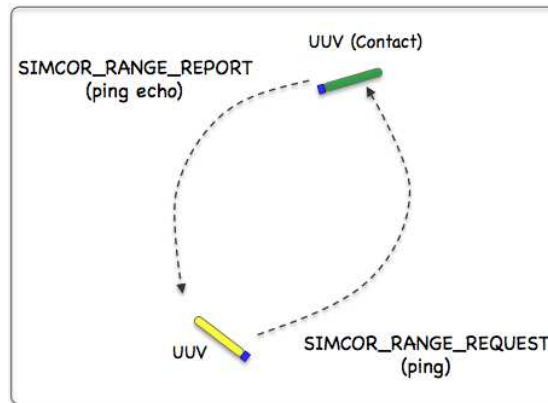 UUV (Contact)
SIMCOR_RANGE_REPORT
(ping echo)
UUV
SIMCOR_RANGE_REQUEST
(ping)